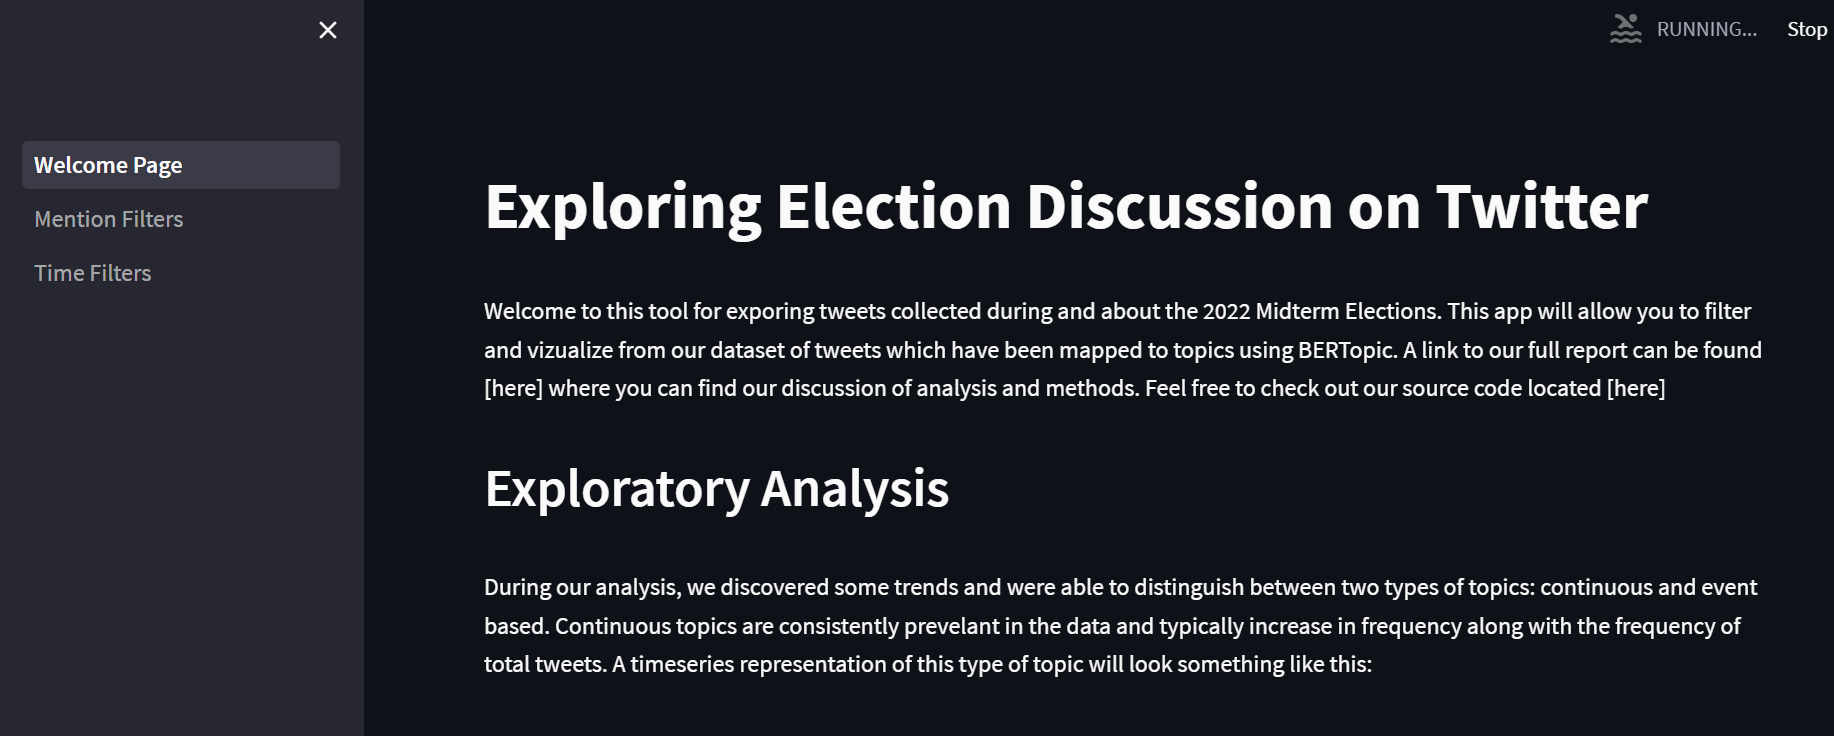 RUNNING...
Stop
Welcome Page
Mention Filters
Time Filters
Exploring Election Discussion on Twitter
Welcome to this tool for exporing tweets collected during and about the 2022 Midterm Elections. This app will allow you to filter
and vizualize from our dataset of tweets which have been mapped to topics using BERTopic. A link to our full report can be found
[here] where you can find our discussion of analysis and methods. Feel free to check out our source code located [here]
Exploratory Analysis
During our analysis, we discovered some trends and were able to distinguish between two types of topics: continuous and event
based. Continuous topics are consistently prevelant in the data and typically increase in frequency along with the frequency of
total tweets. A timeseries representation of this type of topic will look something like this: